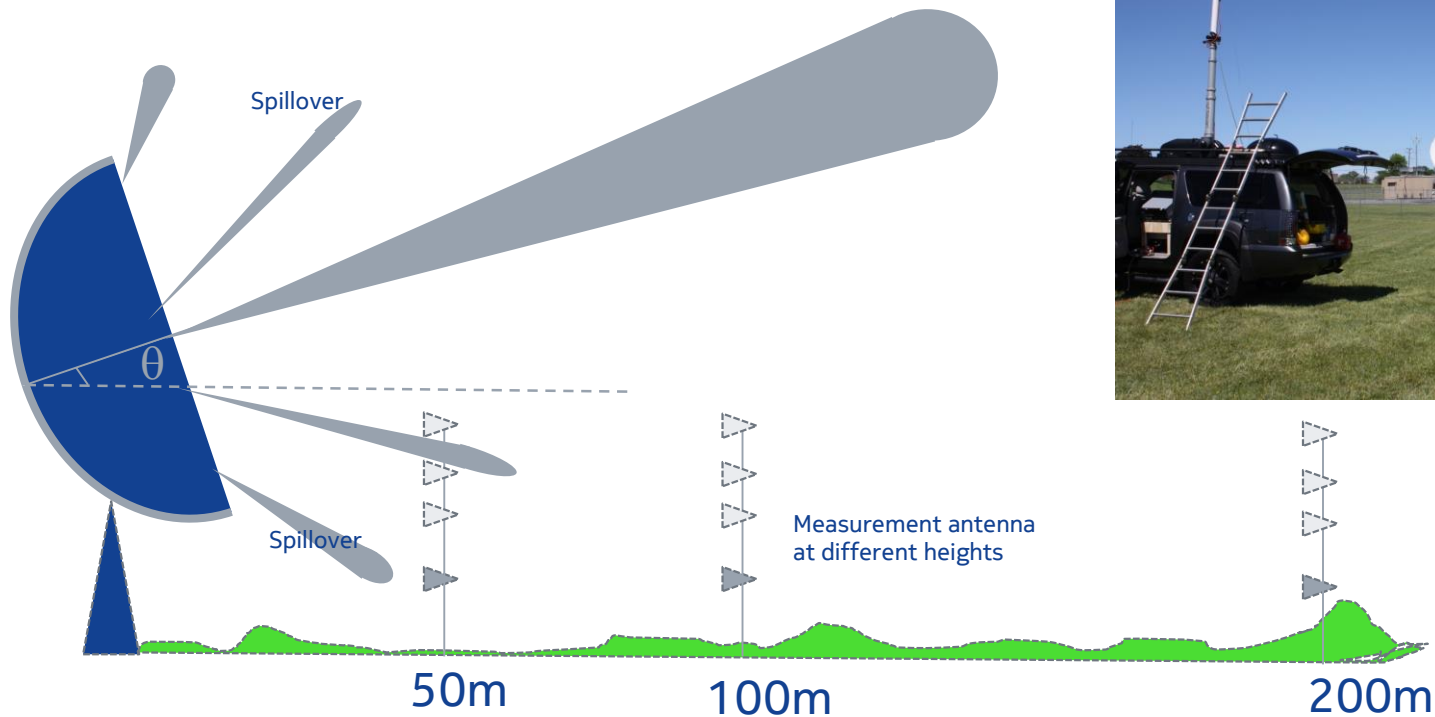 Spillover
θ
Spillover
Measurement antenna
at different heights
50m
100m
200m